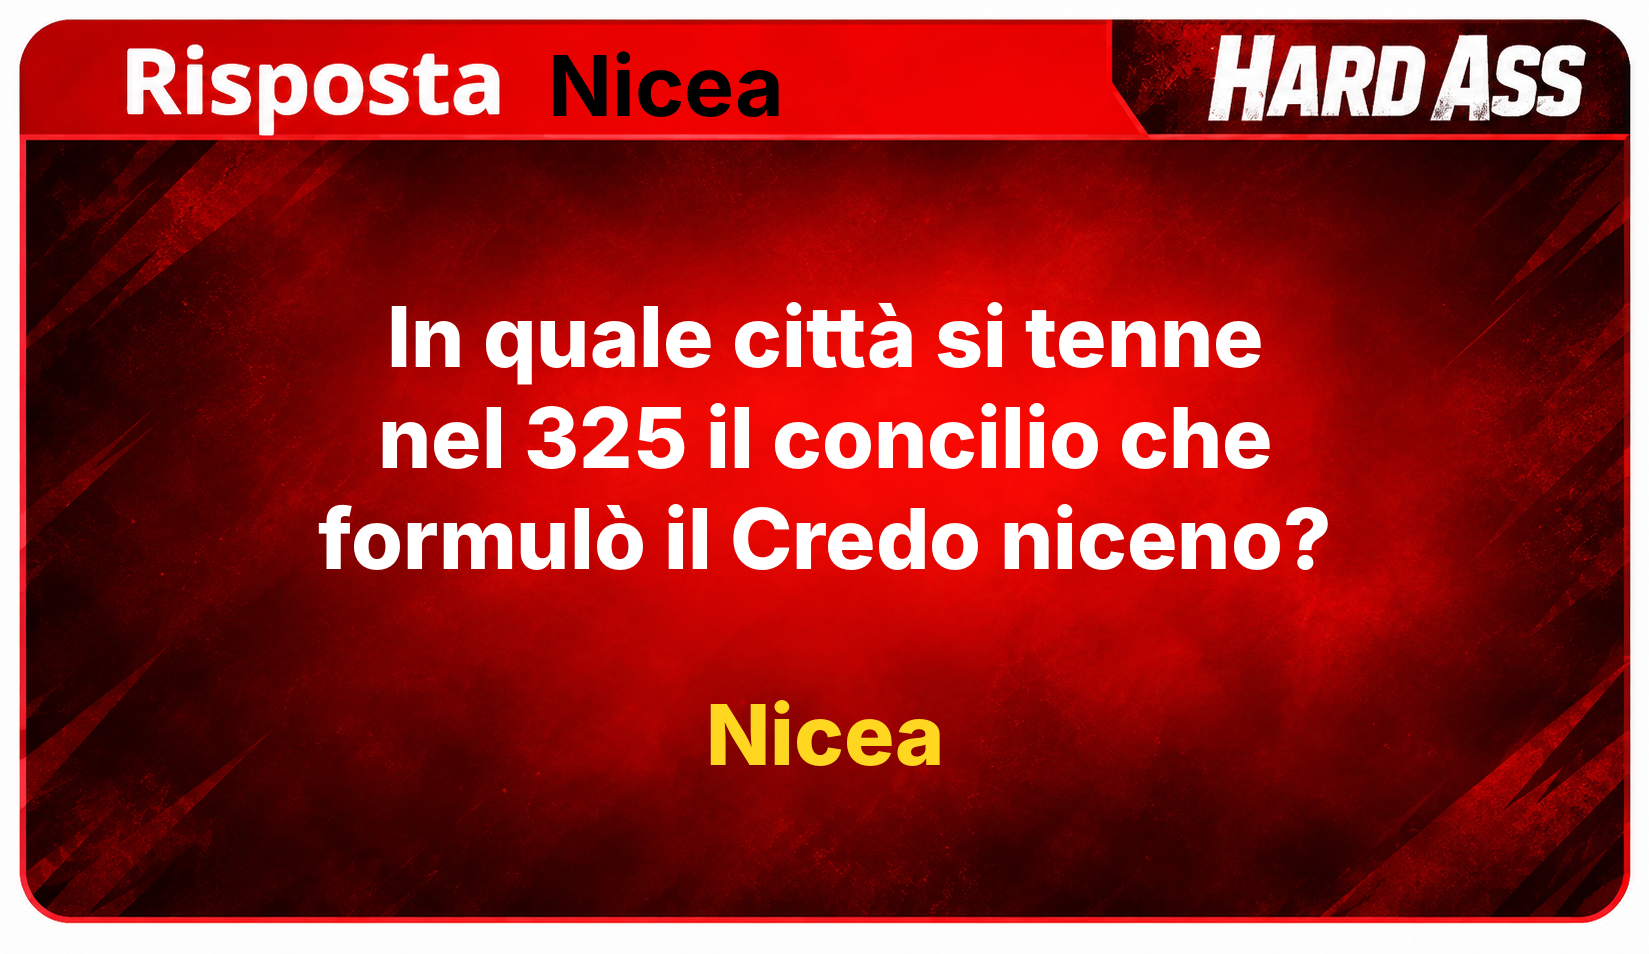 Risposta Nicea
HARD ASS
In quale città si tenne
nel 325 il concilio che
formulò il Credo niceno?
Nicea